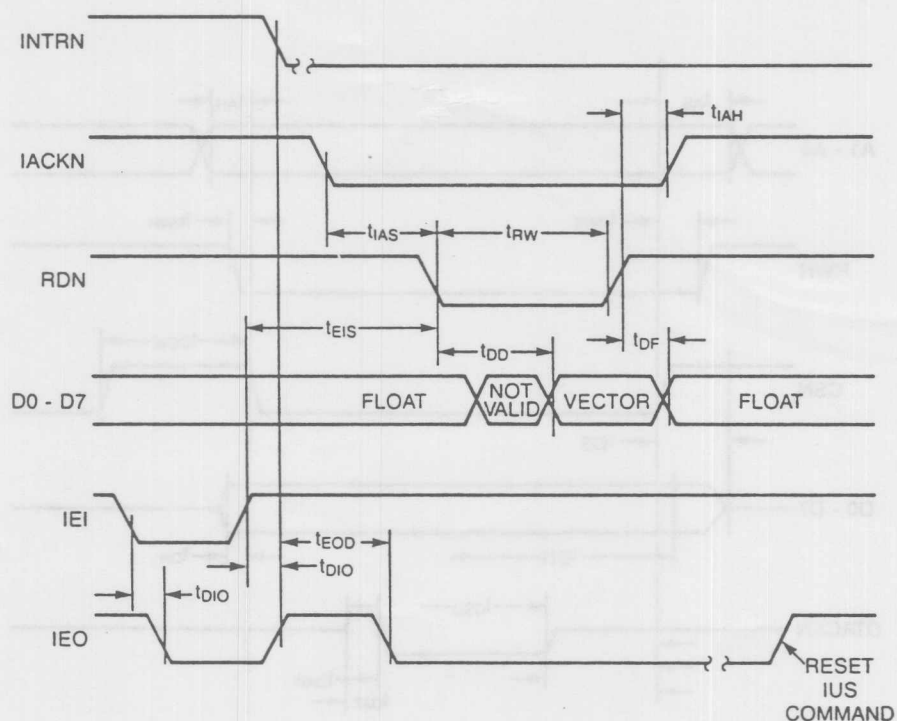 INTRN
tIAH
IACKN
tIAS
tRW
RDN
tEIS
tDD
tDF
D0 - D7
FLOAT
NOT
VALID
VECTOR
FLOAT
IEI
tEOD
tDIO
tDIO
IEO
RESET
IUS
COMMAND